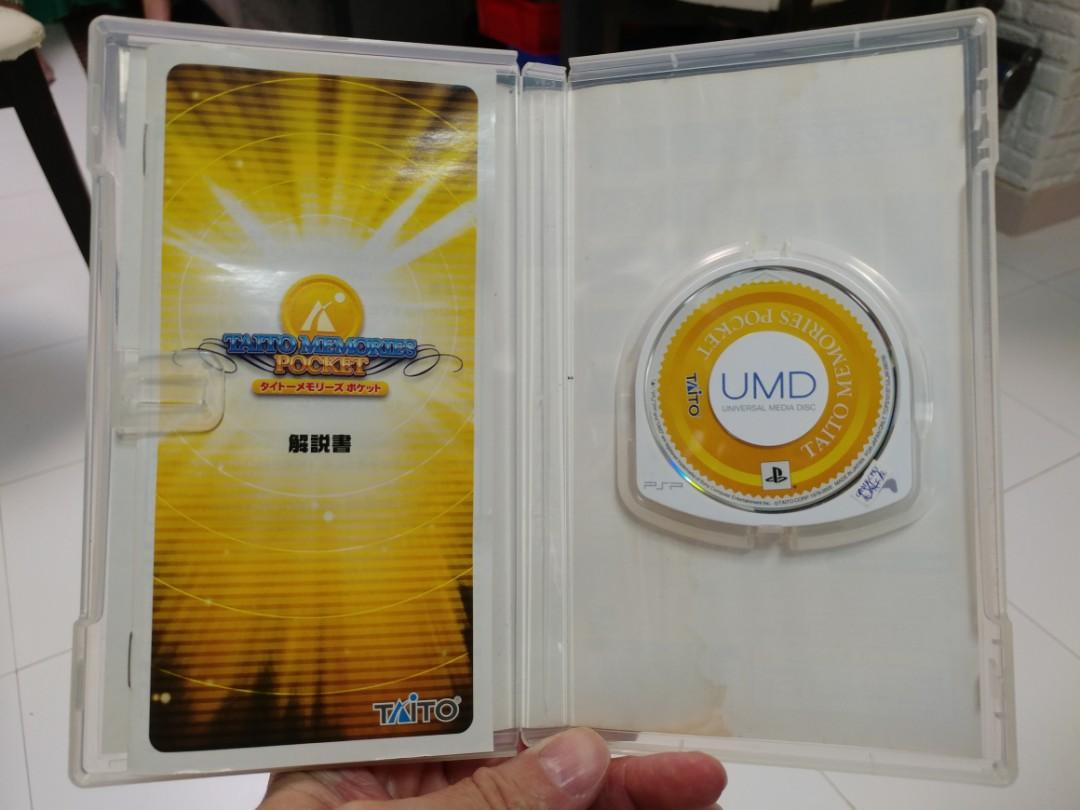 TAITO MEMORIES
POCKET
タイトーメモリーズ ポケット
解説書
TAITO
TAITO MEMORIES POCKET
TAITO
UMD
UNIVERSAL MEDIA DISC
PSP